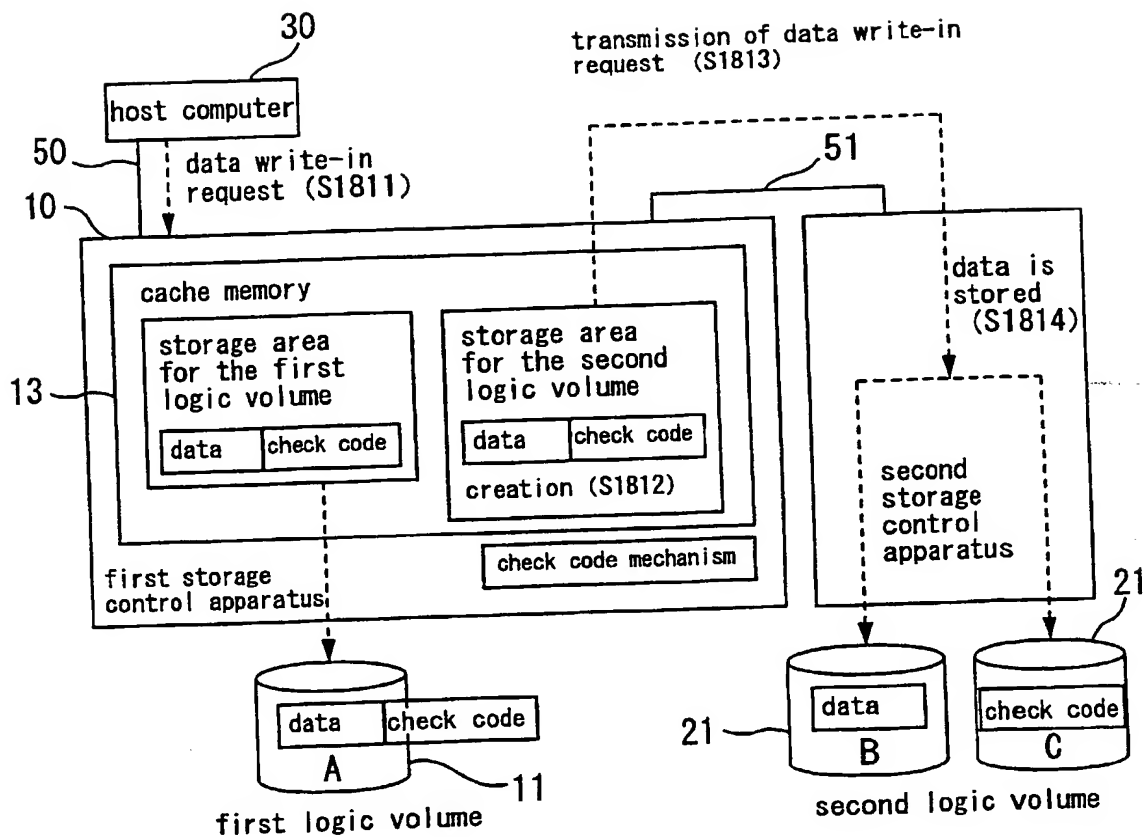 30
host computer
50
data write-in
request (S1811)
transmission of data write-in
request (S1813)
51
10
cache memory
13
storage area
for the first
logic volume
data
check code
storage area
for the second
logic volume
data
check code
creation (S1812)
check code mechanism
first storage
control apparatus
data is
stored
(S1814)
second
storage
control
apparatus
data
check code
A
11
first logic volume
21
data
B
21
check code
C
second logic volume